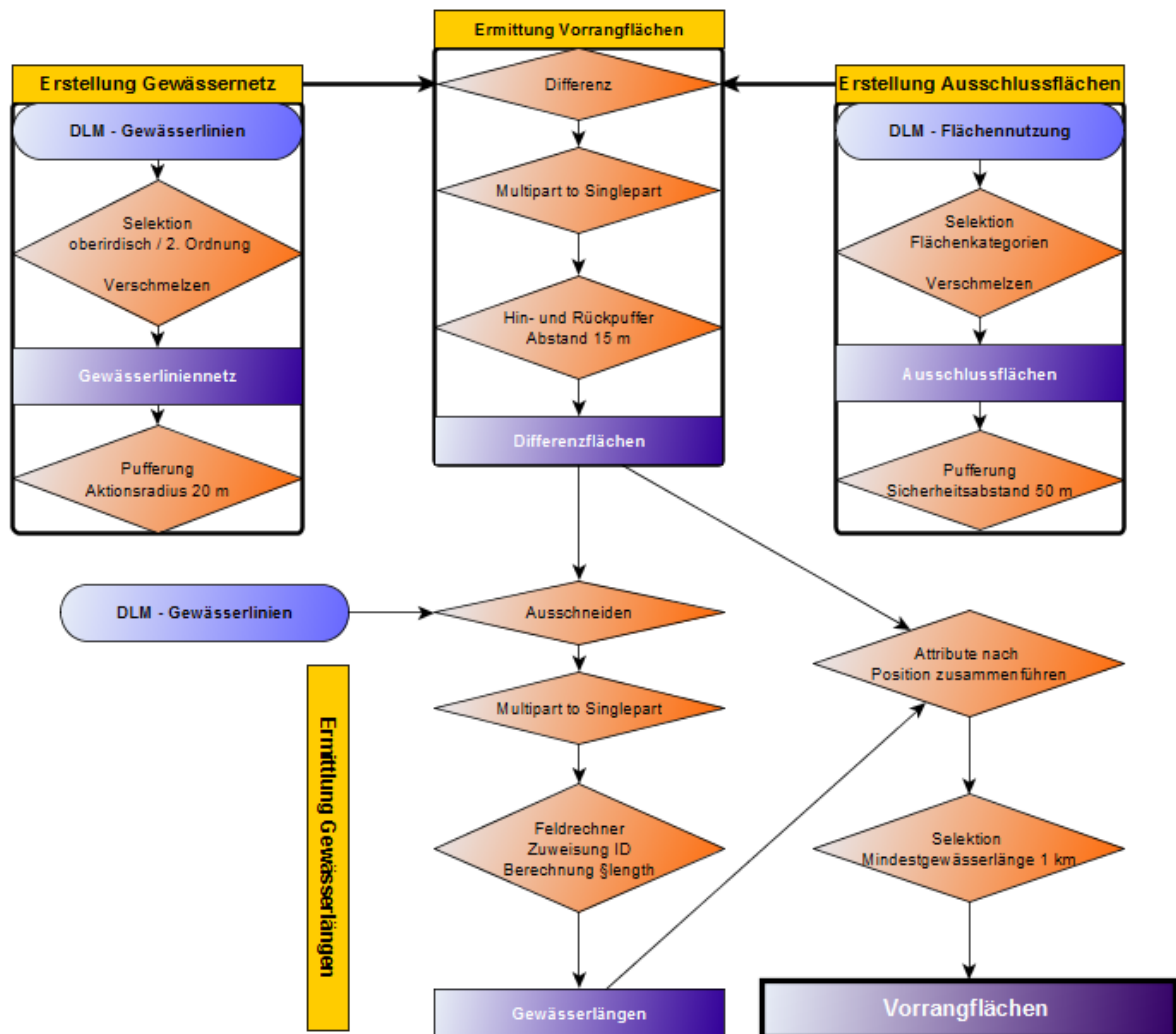 Erstellung Gewässernetz
DLM - Gewässerlinien
Selektion
oberirdisch / 2. Ordnung
Verschmelzen
Gewässerliniennetz
Pufferung
Aktionsradius 20 m
Ermittung Vorrangflächen
Differenz
Multipart to Singlepart
Hin- und Rückpuffer
Abstand 15 m
Differenzflächen
Erstellung Ausschlussflächen
DLM - Flächennutzung
Selektion
Flächenkategorien
Verschmelzen
Ausschlussflächen
Pufferung
Sicherheitsabstand 50 m
DLM - Gewässerlinien
Ermittlung Gewässerlängen
Ausschneiden
Multipart to Singlepart
Feldrechner
Zuweisung ID
Berechnung §length
Gewässerlängen
Attribute nach
Position zusammenführen
Selektion
Mindestgewässerlänge 1 km
Vorrangflächen